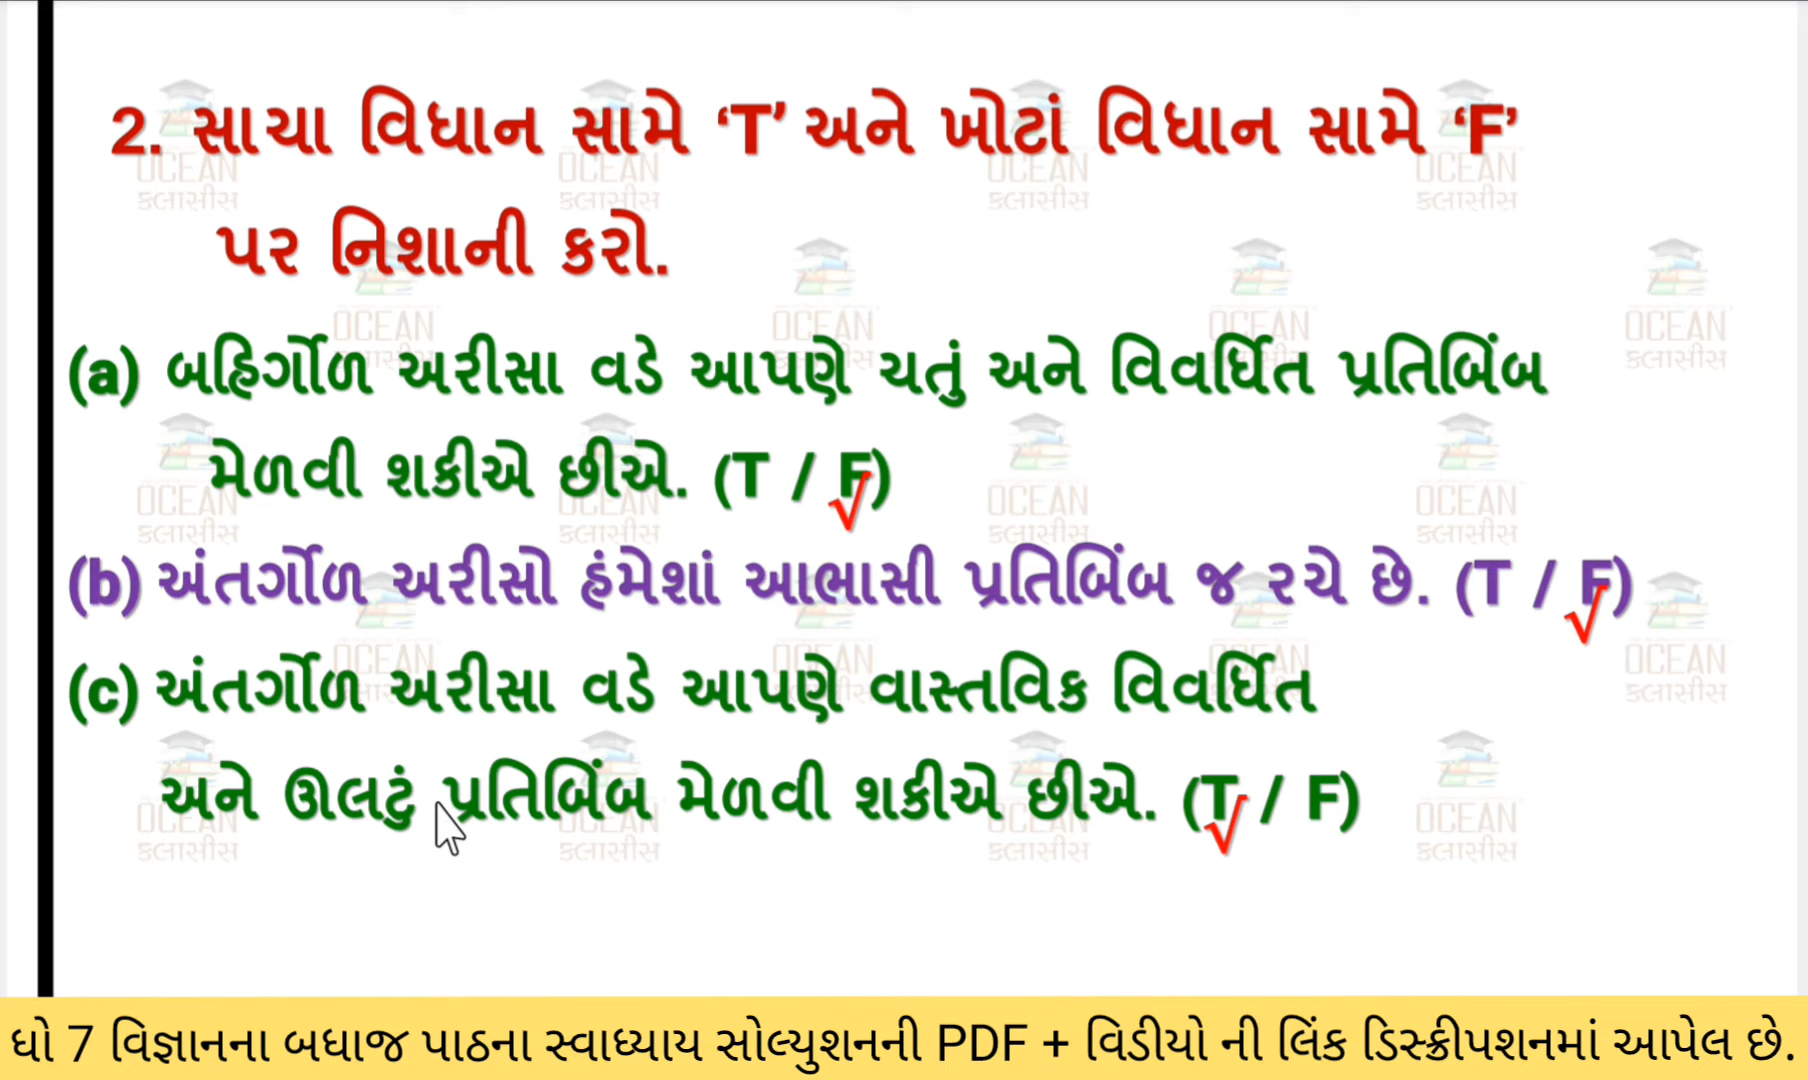 2. સાચા વિધાન સામે ‘T’ અને ખોટાં વિધાન સામે ‘F’
પર નિશાની કરો.
(a) બહિર્ગોળ અરીસા વડે આપણે ચતું અને વિવર્ધિત પ્રતિબિંબ
મેળવી શકીએ છીએ. (T / F)
(b) અંતર્ગોળ અરીસો હંમેશાં આભાસી પ્રતિબિંબ જ રચે છે. (T / F)
(c) અંતર્ગોળ અરીસા વડે આપણે વાસ્તવિક વિવર્ધિત
અને ઊલટું પ્રતિબિંબ મેળવી શકીએ છીએ. (T / F)
ધો 7 વિજ્ઞાનના બધાજ પાઠના સ્વાધ્યાય સોલ્યુશનની PDF + વિડીયો ની લિંક ડિસ્ક્રીપશનમાં આપેલ છે.
OCEAN
ક્લાસીસ